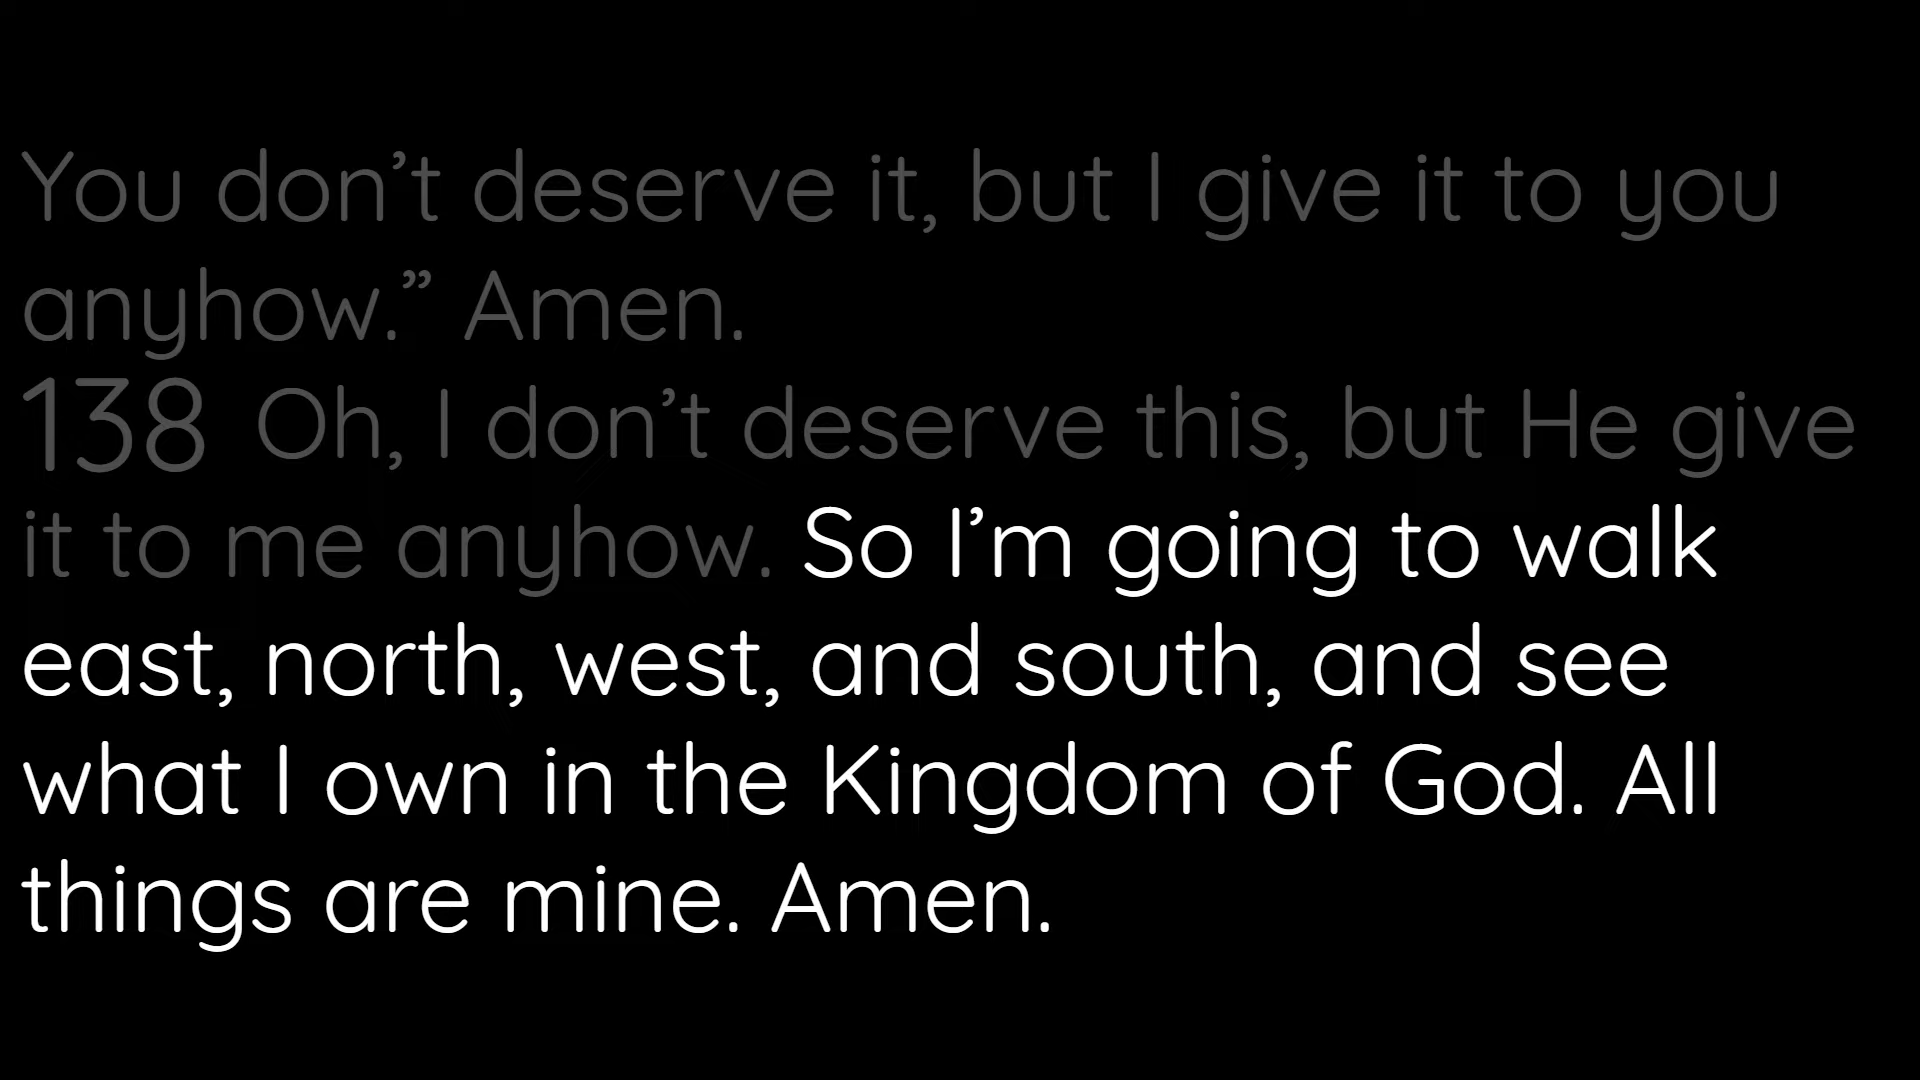 You don’t deserve it, but I give it to you
anyhow.” Amen.
138 Oh, I don’t deserve this, but He give
it to me anyhow. So I’m going to walk
east, north, west, and south, and see
what I own in the Kingdom of God. All
things are mine. Amen.